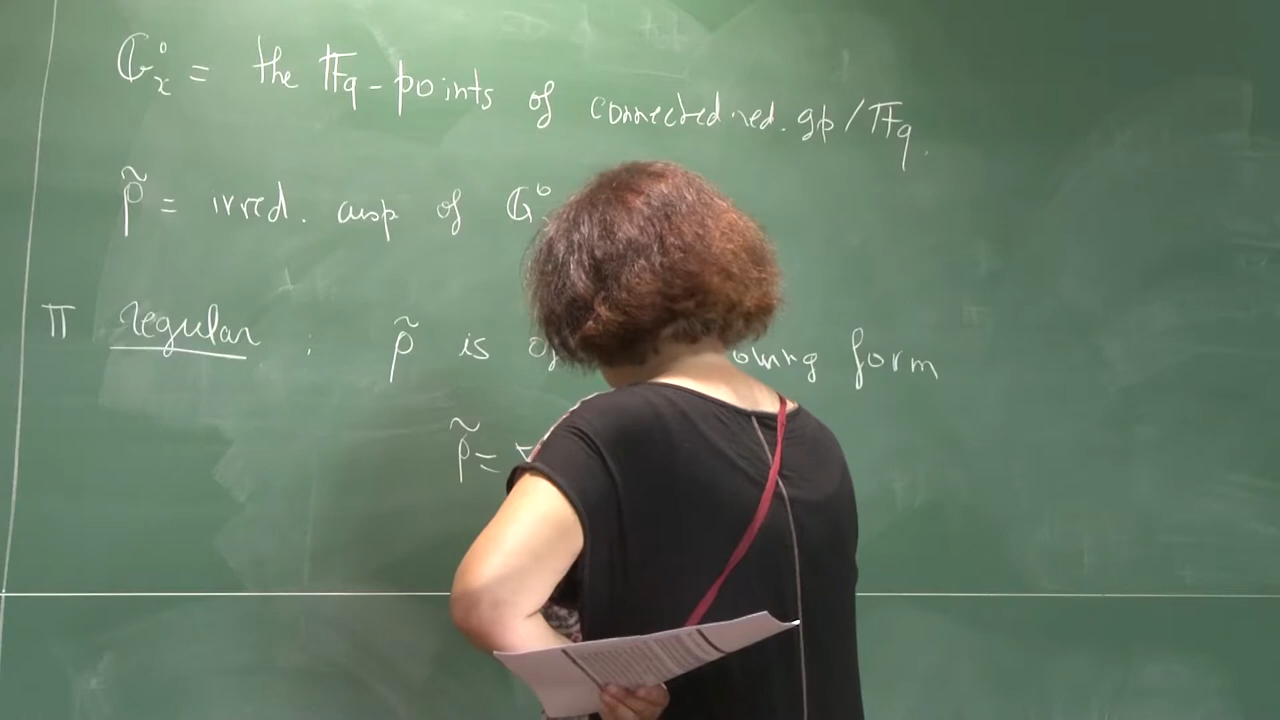 𝔾°ₓ = the 𝔽q-points of connected red. gp/𝔽q.
ρ̃ = irred. cusp of 𝔾°
π regular : ρ̃ is of form
ρ̃ =